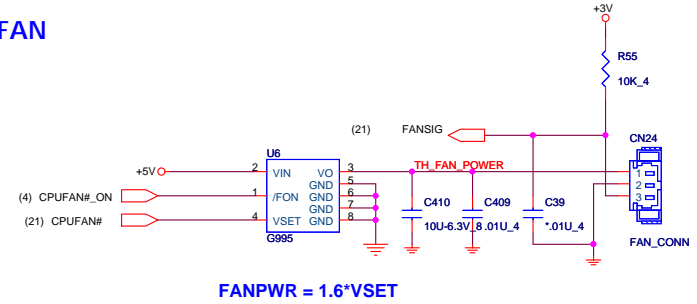 FAN
+3V
R55
10K_4
(21) FANSIG
CN24
U6
+5V
2 VIN VO 3
TH_FAN_POWER
1
GND 5
2
(4) CPUFAN#_ON
1 /FON GND 6
3
GND 7
(21) CPUFAN#
4 VSET GND 8
C410 C409 C39
10U-6.3V_8 .01U_4 *.01U_4
G995
FAN_CONN
FANPWR = 1.6*VSET